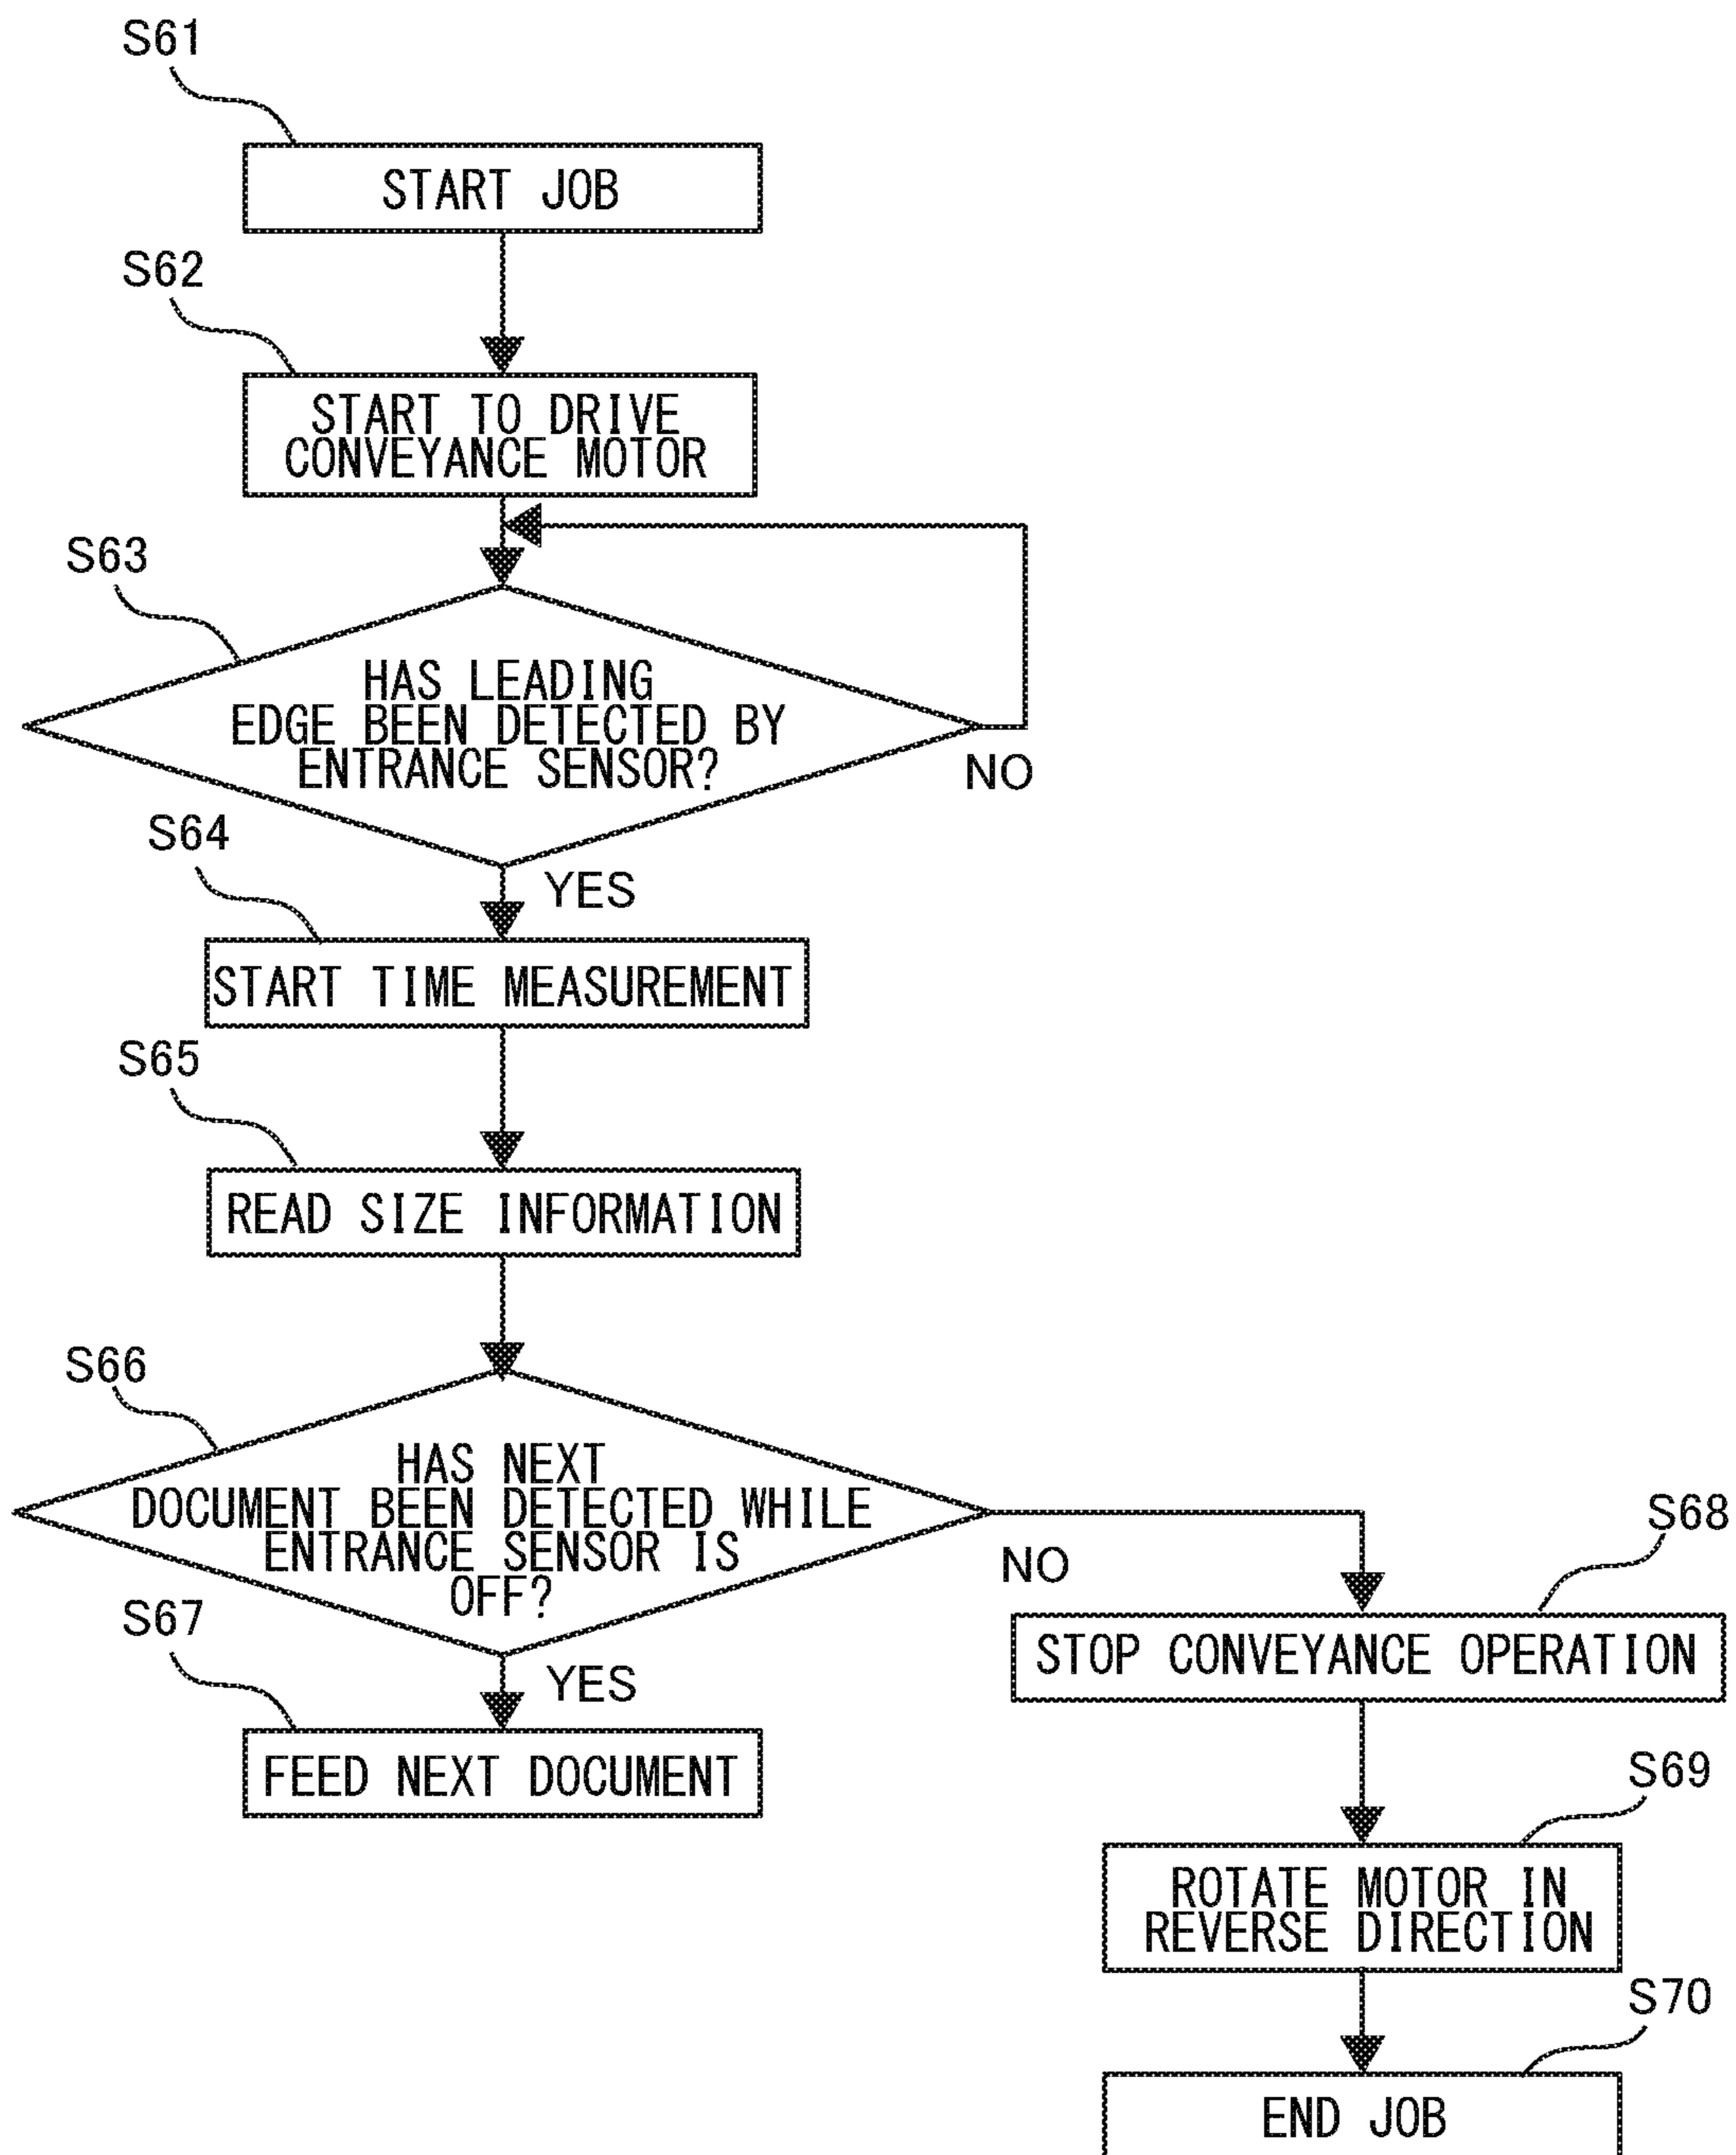 S61
START JOB
S62
START TO DRIVE
CONVEYANCE MOTOR
S63
HAS LEADING
EDGE BEEN DETECTED BY
ENTRANCE SENSOR?
NO
S64
YES
START TIME MEASUREMENT
S65
READ SIZE INFORMATION
S66
HAS NEXT
DOCUMENT BEEN DETECTED WHILE
ENTRANCE SENSOR IS
OFF?
NO
S67
YES
FEED NEXT DOCUMENT
S68
STOP CONVEYANCE OPERATION
S69
ROTATE MOTOR IN
REVERSE DIRECTION
S70
END JOB